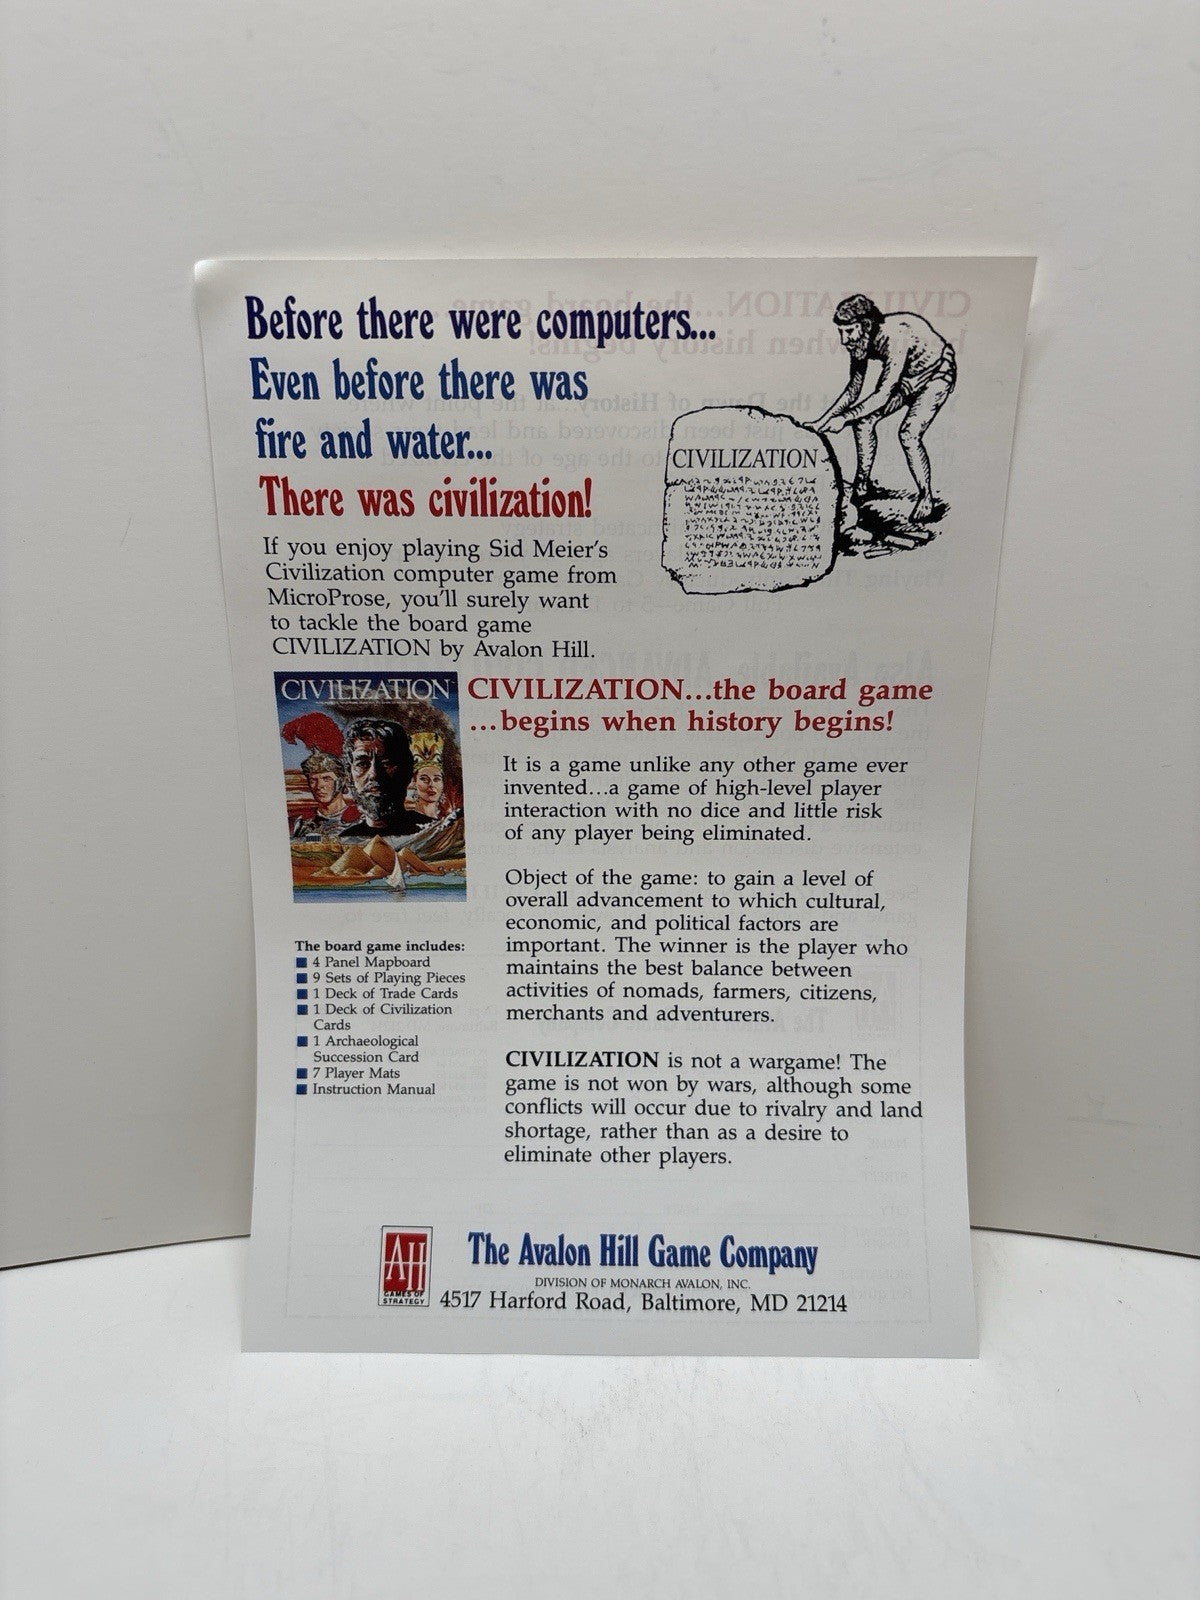 Before there were computers...
Even before there was
fire and water...
There was civilization!
If you enjoy playing Sid Meier's
Civilization computer game from
MicroProse, you'll surely want
to tackle the board game
CIVILIZATION by Avalon Hill.
CIVILIZATION
CIVILIZATION
CIVILIZATION...the board game
...begins when history begins!
It is a game unlike any other game ever
invented...a game of high-level player
interaction with no dice and little risk
of any player being eliminated.
Object of the game: to gain a level of
overall advancement to which cultural,
economic, and political factors are
important. The winner is the player who
maintains the best balance between
activities of nomads, farmers, citizens,
merchants and adventurers.
CIVILIZATION is not a wargame! The
game is not won by wars, although some
conflicts will occur due to rivalry and land
shortage, rather than as a desire to
eliminate other players.
The board game includes:
4 Panel Mapboard
9 Sets of Playing Pieces
1 Deck of Trade Cards
1 Deck of Civilization
Cards
1 Archaeological
Succession Card
7 Player Mats
Instruction Manual
AH
GAMES OF
STRATEGY
The Avalon Hill Game Company
DIVISION OF MONARCH AVALON, INC.
4517 Harford Road, Baltimore, MD 21214